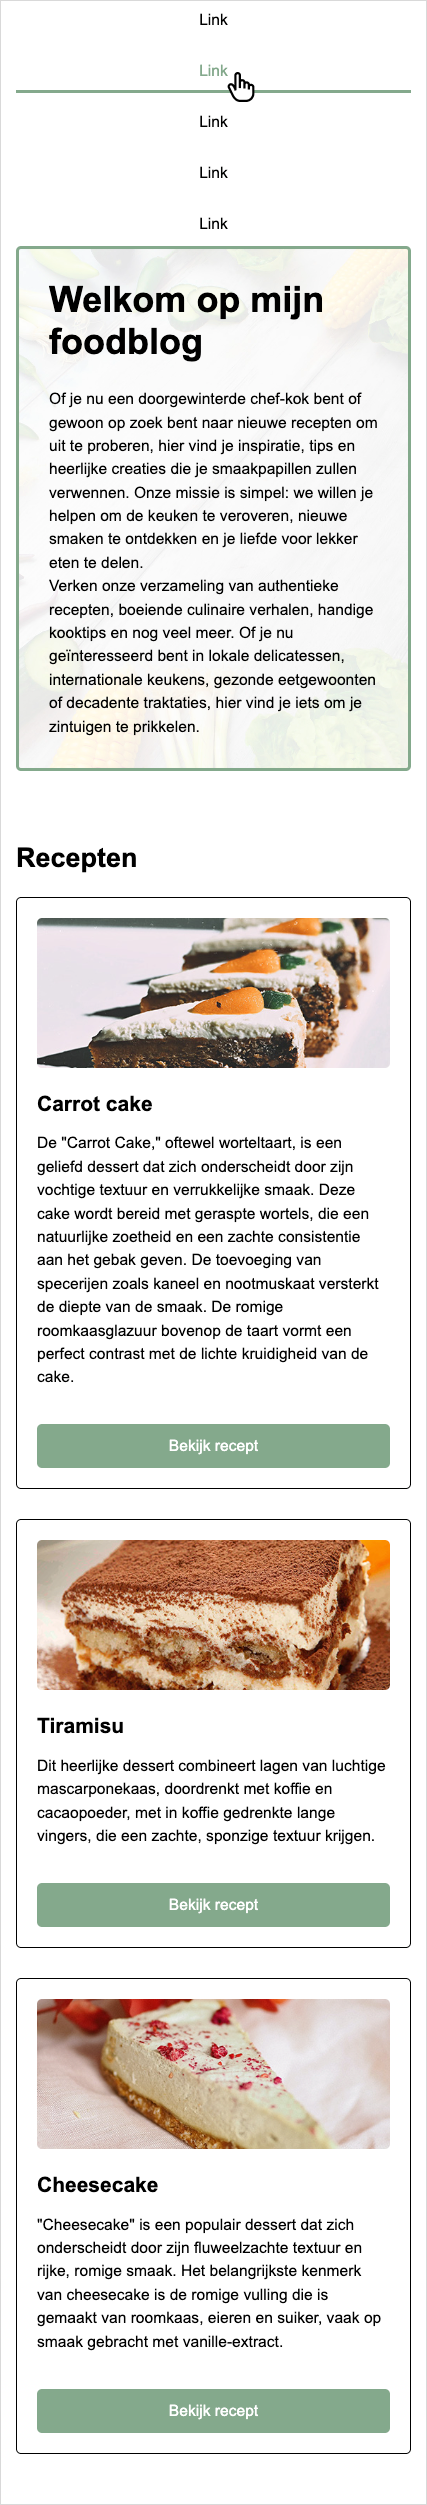 Link
Link
Link
Link
Link
Welkom op mijn
foodblog
Of je nu een doorgewinterde chef-kok bent of
gewoon op zoek bent naar nieuwe recepten om
uit te proberen, hier vind je inspiratie, tips en
heerlijke creaties die je smaakpapillen zullen
verwennen. Onze missie is simpel: we willen je
helpen om de keuken te veroveren, nieuwe
smaken te ontdekken en je liefde voor lekker
eten te delen.
Verken onze verzameling van authentieke
recepten, boeiende culinaire verhalen, handige
kooktips en nog veel meer. Of je nu
geïnteresseerd bent in lokale delicatessen,
internationale keukens, gezonde eetgewoonten
of decadente traktaties, hier vind je iets om je
zintuigen te prikkelen.
Recepten
Carrot cake
De "Carrot Cake," oftewel worteltaart, is een
geliefd dessert dat zich onderscheidt door zijn
vochtige textuur en verrukkelijke smaak. Deze
cake wordt bereid met geraspte wortels, die een
natuurlijke zoetheid en een zachte consistentie
aan het gebak geven. De toevoeging van
specerijen zoals kaneel en nootmuskaat versterkt
de diepte van de smaak. De romige
roomkaasglazuur bovenop de taart vormt een
perfect contrast met de lichte kruidigheid van de
cake.
Bekijk recept
Tiramisu
Dit heerlijke dessert combineert lagen van luchtige
mascarponekaas, doordrenkt met koffie en
cacaopoeder, met in koffie gedrenkte lange
vingers, die een zachte, sponzige textuur krijgen.
Bekijk recept
Cheesecake
"Cheesecake" is een populair dessert dat zich
onderscheidt door zijn fluweelzachte textuur en
rijke, romige smaak. Het belangrijkste kenmerk
van cheesecake is de romige vulling die is
gemaakt van roomkaas, eieren en suiker, vaak op
smaak gebracht met vanille-extract.
Bekijk recept